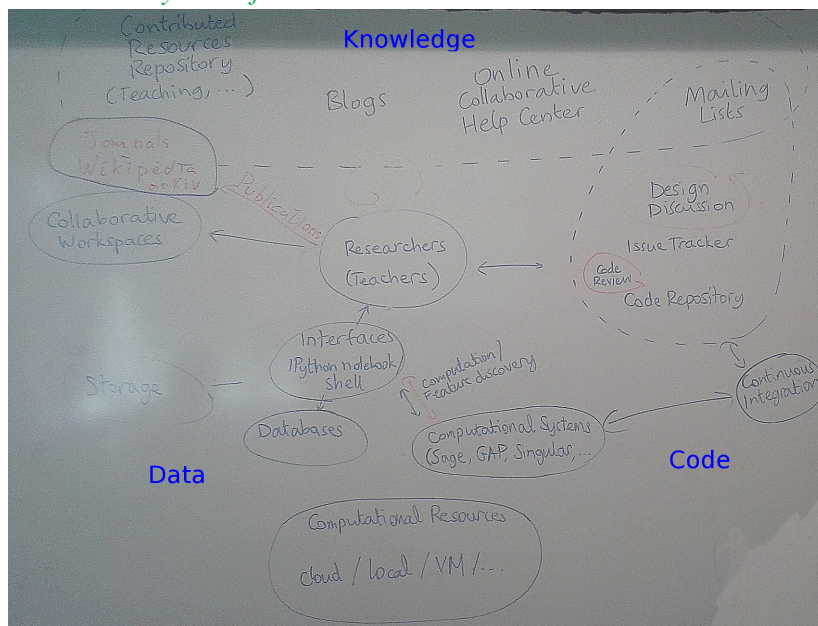 Contributed
Resources
Repository
(Teaching, ...)
Knowledge
Blogs
Online
Collaborative
Help Center
Mailing
Lists
Journals
Wikipedia
arXiv
Publications
Collaborative
Workspaces
Researchers
(Teachers)
Design
Discussion
Issue Tracker
Code
Review
Code Repository
Interfaces
IPython notebook/
shell
Storage
Computation/
Feature discovery
Continuous
Integration
Databases
Computational Systems
(Sage, GAP, Singular, ...
Data
Code
Computational Resources
cloud / local / VM / ...